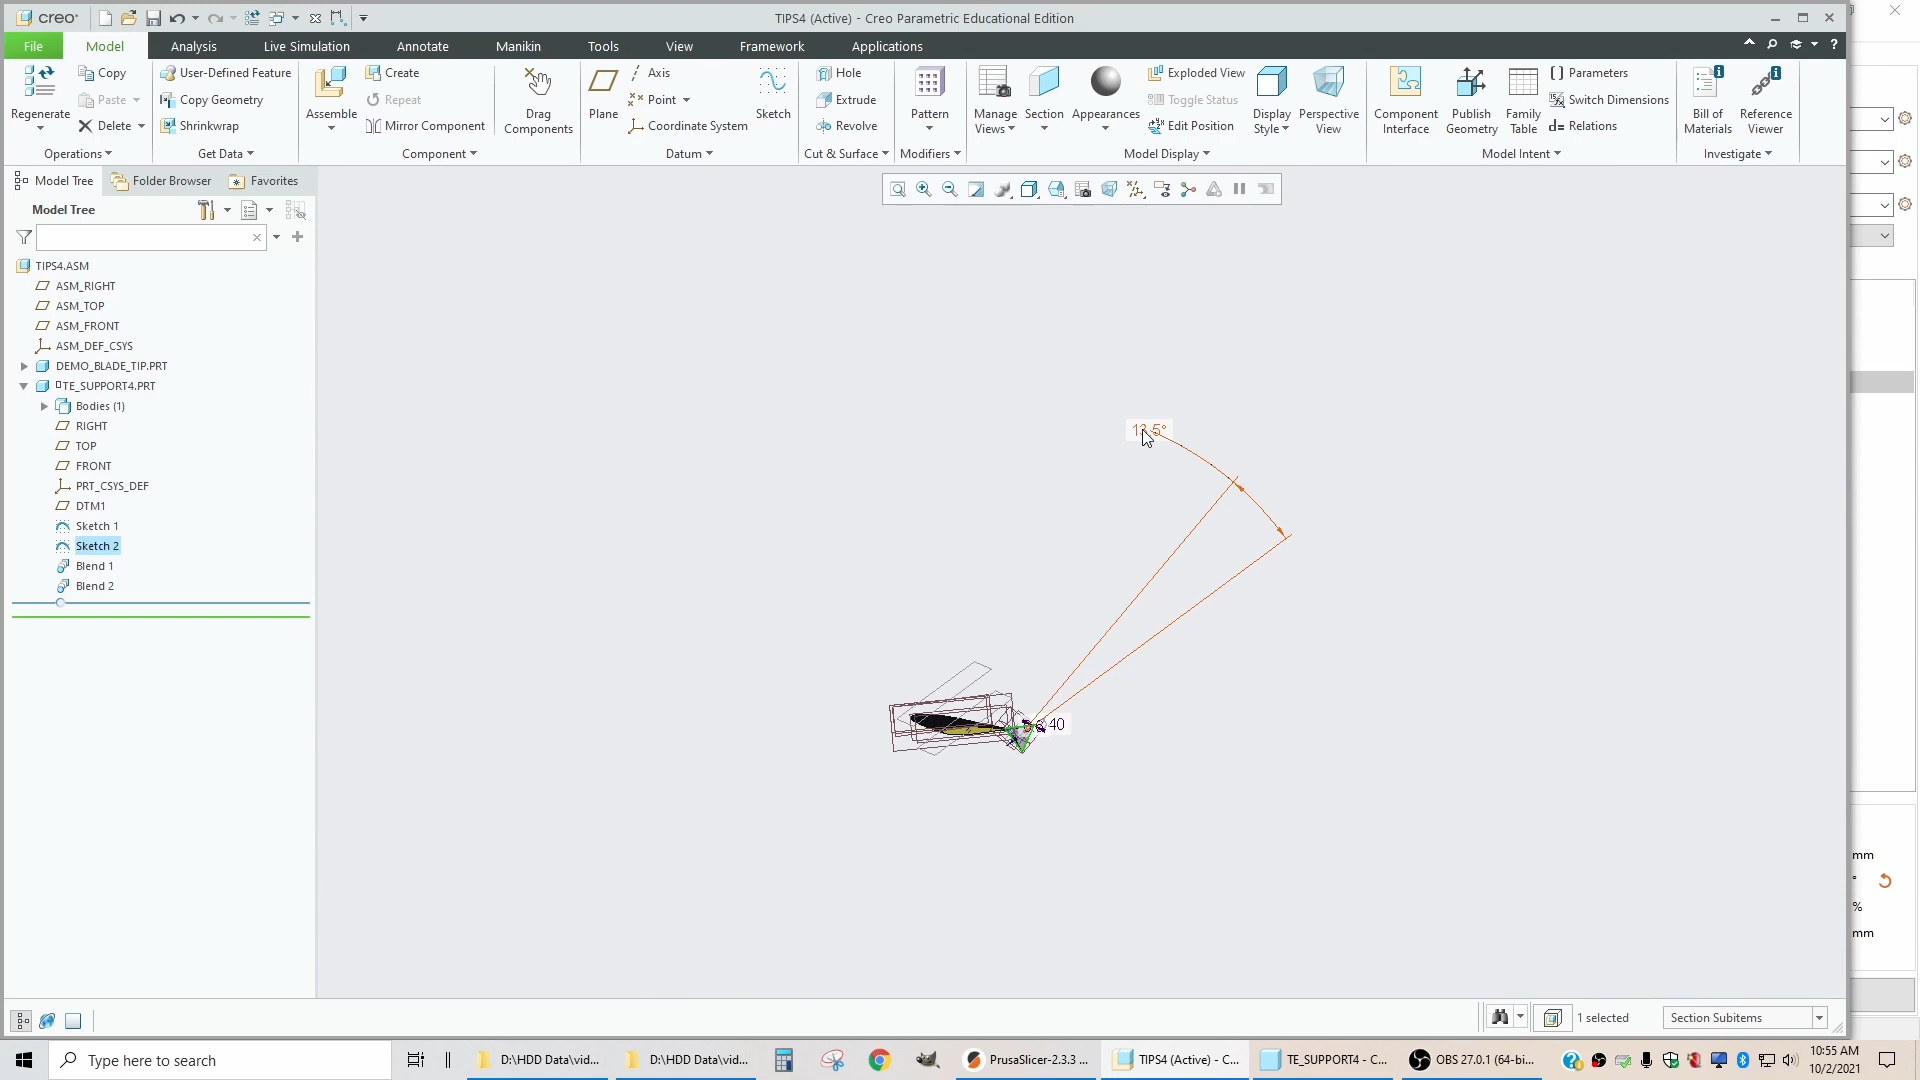 creo
TIPS4 (Active) - Creo Parametric Educational Edition
File
Model
Analysis
Live Simulation
Annotate
Manikin
Tools
View
Framework
Applications
Regenerate
Copy
Paste
Delete
Operations
User-Defined Feature
Copy Geometry
Shrinkwrap
Get Data
Assemble
Create
Repeat
Mirror Component
Component
Drag
Components
Plane
Axis
Point
Coordinate System
Sketch
Datum
Hole
Extrude
Revolve
Cut & Surface
Pattern
Modifiers
Manage
Views
Section
Appearances
Exploded View
Toggle Status
Edit Position
Display
Style
Perspective
View
Model Display
Component
Interface
Publish
Geometry
Family
Table
Parameters
Switch Dimensions
Relations
Model Intent
Bill of
Materials
Reference
Viewer
Investigate
Model Tree
Folder Browser
Favorites
Model Tree
TIPS4.ASM
ASM_RIGHT
ASM_TOP
ASM_FRONT
ASM_DEF_CSYS
DEMO_BLADE_TIP.PRT
TE_SUPPORT4.PRT
Bodies (1)
RIGHT
TOP
FRONT
PRT_CSYS_DEF
DTM1
Sketch 1
Sketch 2
Blend 1
Blend 2
40
mm
°
%
mm
1 selected
Section Subitems
Type here to search
D:\HDD Data\vid...
D:\HDD Data\vid...
PrusaSlicer-2.3.3 ...
TIPS4 (Active) - C...
TE_SUPPORT4 - C...
OBS 27.0.1 (64-bi...
10:55 AM
10/2/2021